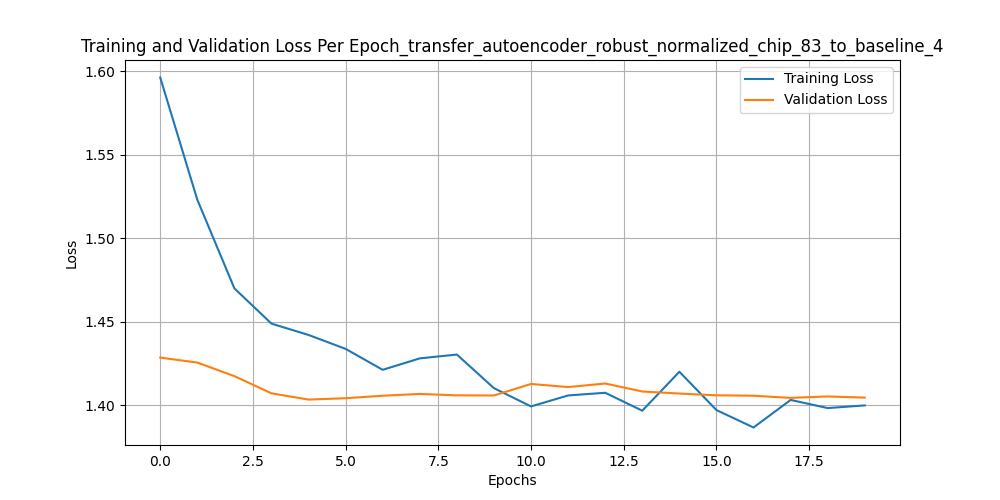 Training and Validation Loss Per Epoch_transfer_autoencoder_robust_normalized_chip_83_to_baseline_4
Training Loss
Validation Loss
1.60
1.55
1.50
1.45
1.40
Loss
0.0 2.5 5.0 7.5 10.0 12.5 15.0 17.5
Epochs